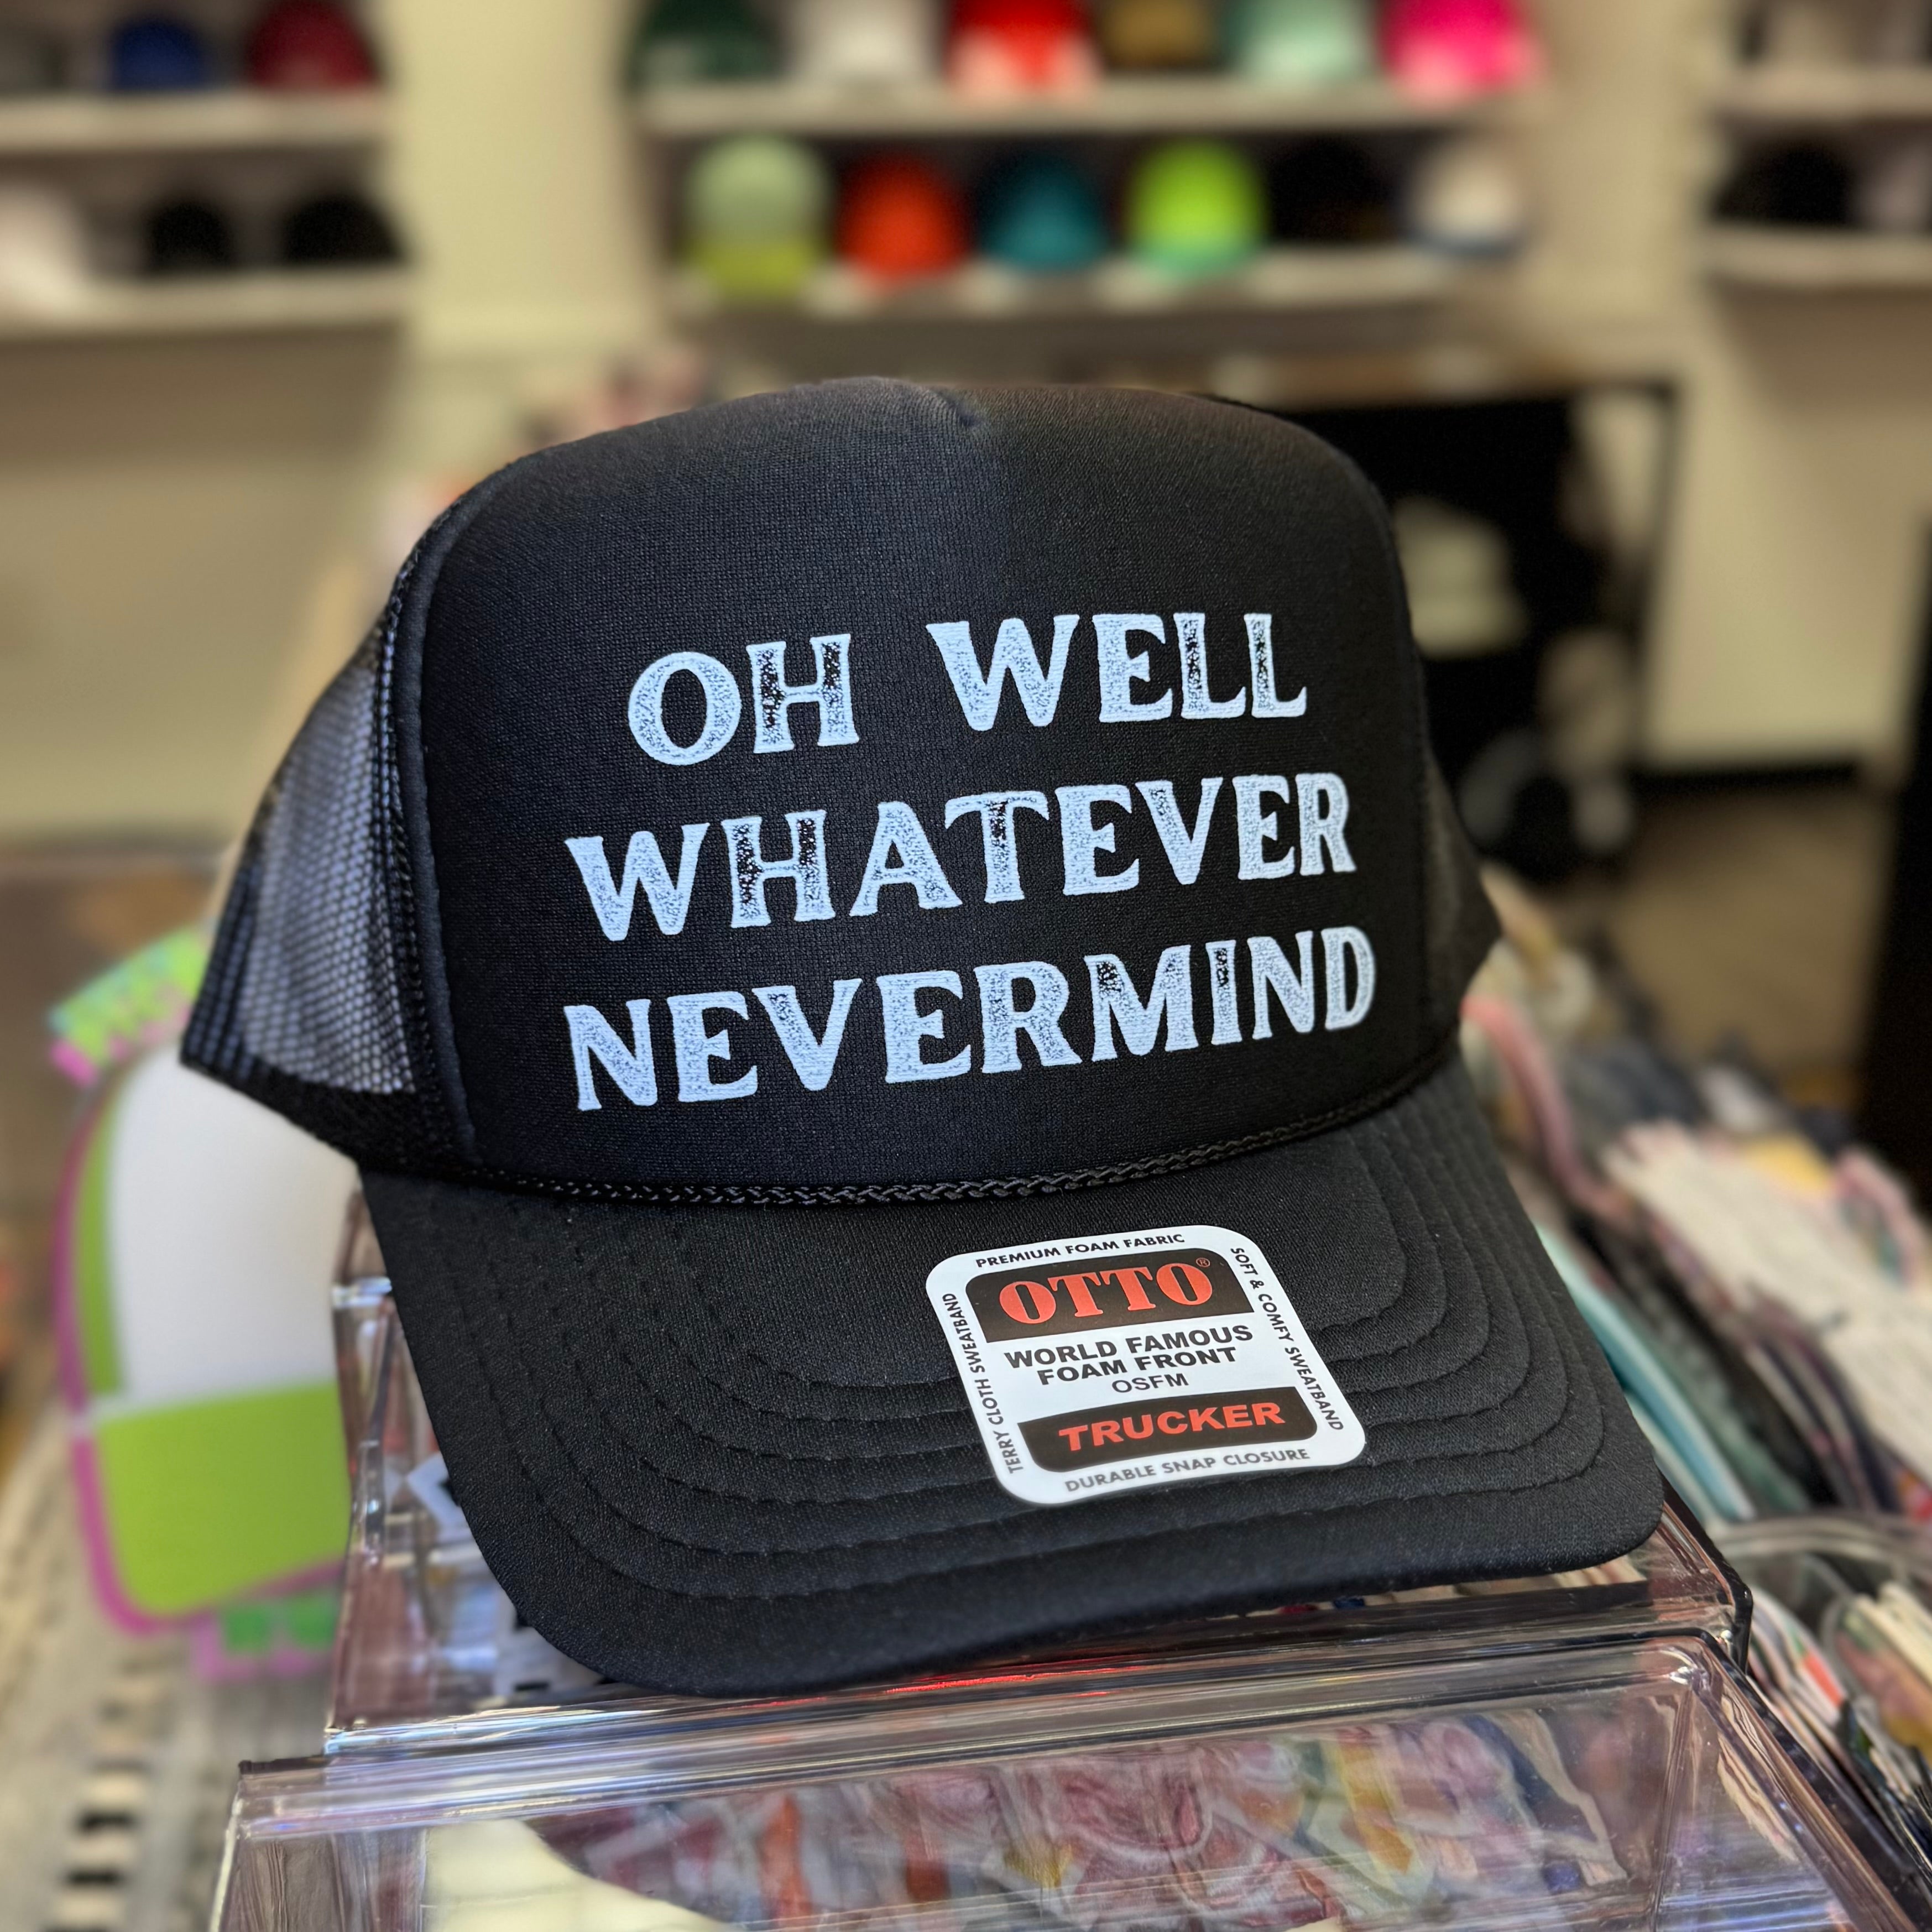 OH WELL
WHATEVER
NEVERMIND
PREMIUM FOAM FABRIC
OTTO®
WORLD FAMOUS
FOAM FRONT
OSFM
TRUCKER
DURABLE SNAP CLOSURE
TERRY CLOTH SWEATBAND
SOFT & COMFY SWEATBAND